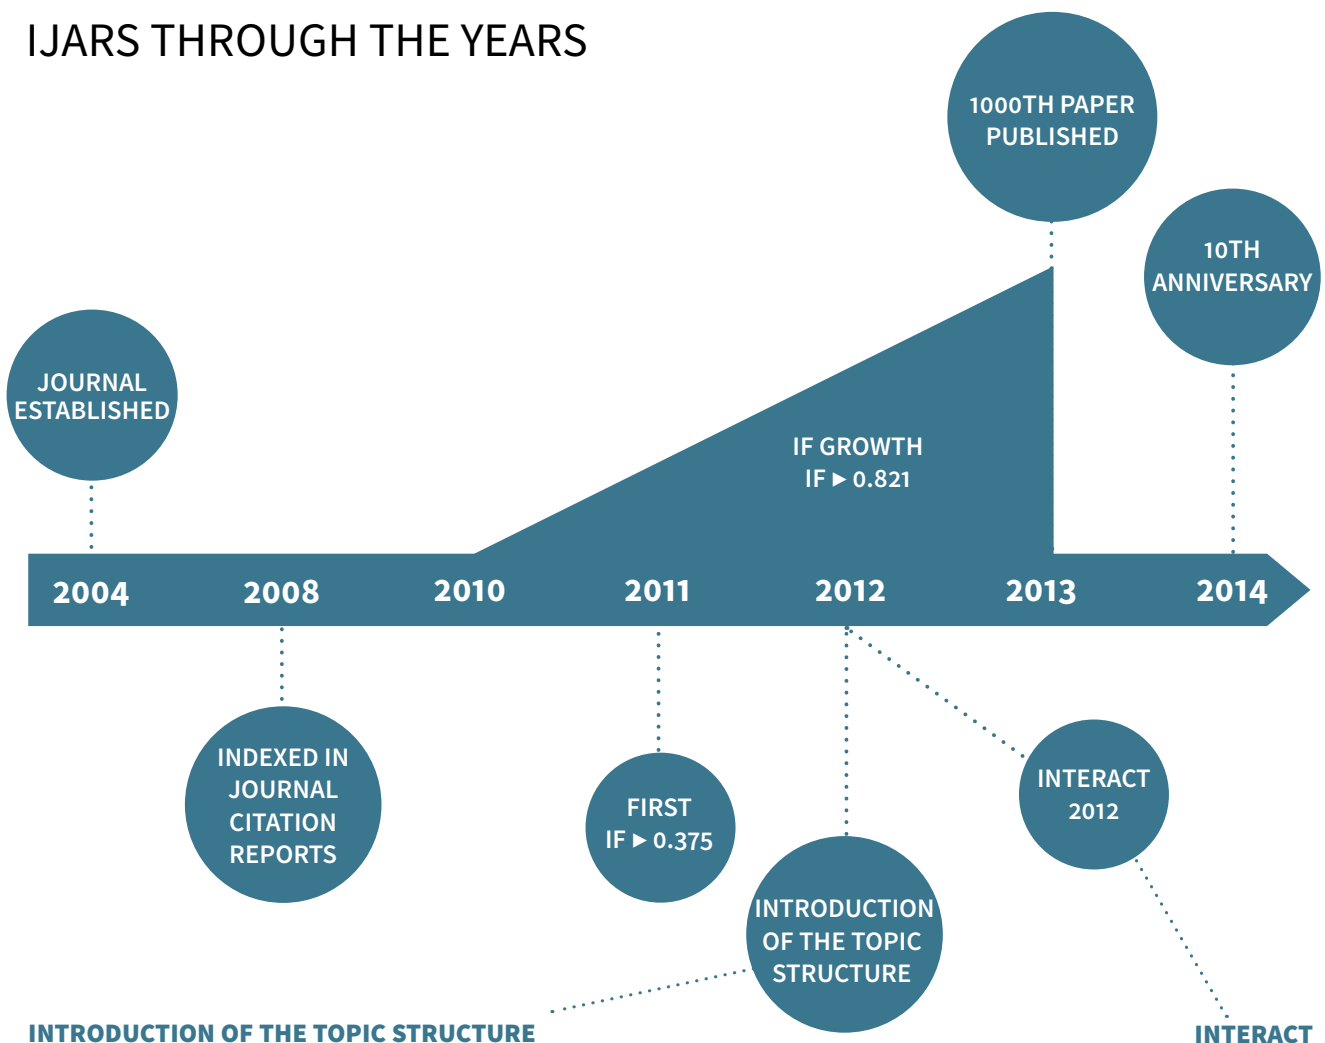 IJARS THROUGH THE YEARS
1000TH PAPER
PUBLISHED
10TH
ANNIVERSARY
JOURNAL
ESTABLISHED
IF GROWTH
IF ▶ 0.821
2004 2008 2010 2011 2012 2013 2014
INDEXED IN
JOURNAL
CITATION
REPORTS
FIRST
IF ▶ 0.375
INTERACT
2012
INTRODUCTION
OF THE TOPIC
STRUCTURE
INTRODUCTION OF THE TOPIC STRUCTURE
INTERACT